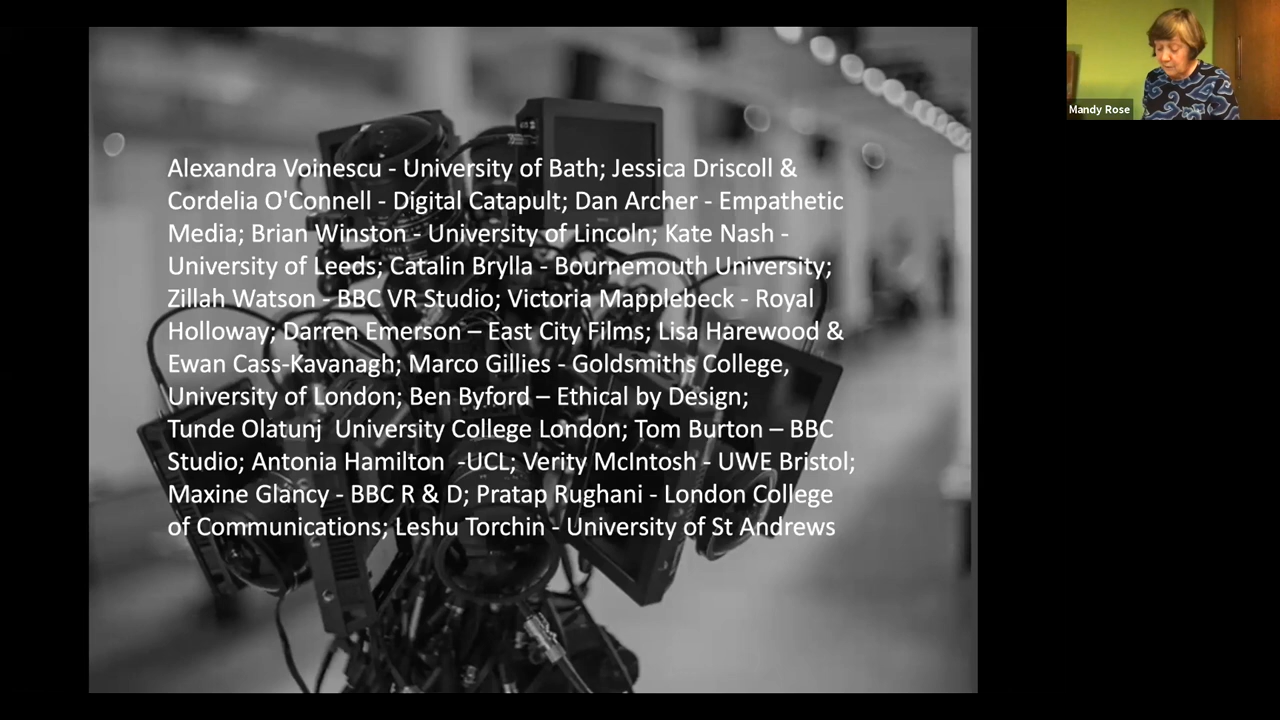 Alexandra Voinescu - University of Bath; Jessica Driscoll &
Cordelia O'Connell - Digital Catapult; Dan Archer - Empathetic
Media; Brian Winston - University of Lincoln; Kate Nash -
University of Leeds; Catalin Brylla - Bournemouth University;
Zillah Watson - BBC VR Studio; Victoria Mapplebeck - Royal
Holloway; Darren Emerson – East City Films; Lisa Harewood &
Ewan Cass-Kavanagh; Marco Gillies - Goldsmiths College,
University of London; Ben Byford – Ethical by Design;
Tunde Olatunj  University College London; Tom Burton – BBC
Studio; Antonia Hamilton  -UCL; Verity McIntosh - UWE Bristol;
Maxine Glancy - BBC R & D; Pratap Rughani - London College
of Communications; Leshu Torchin - University of St Andrews
Mandy Rose